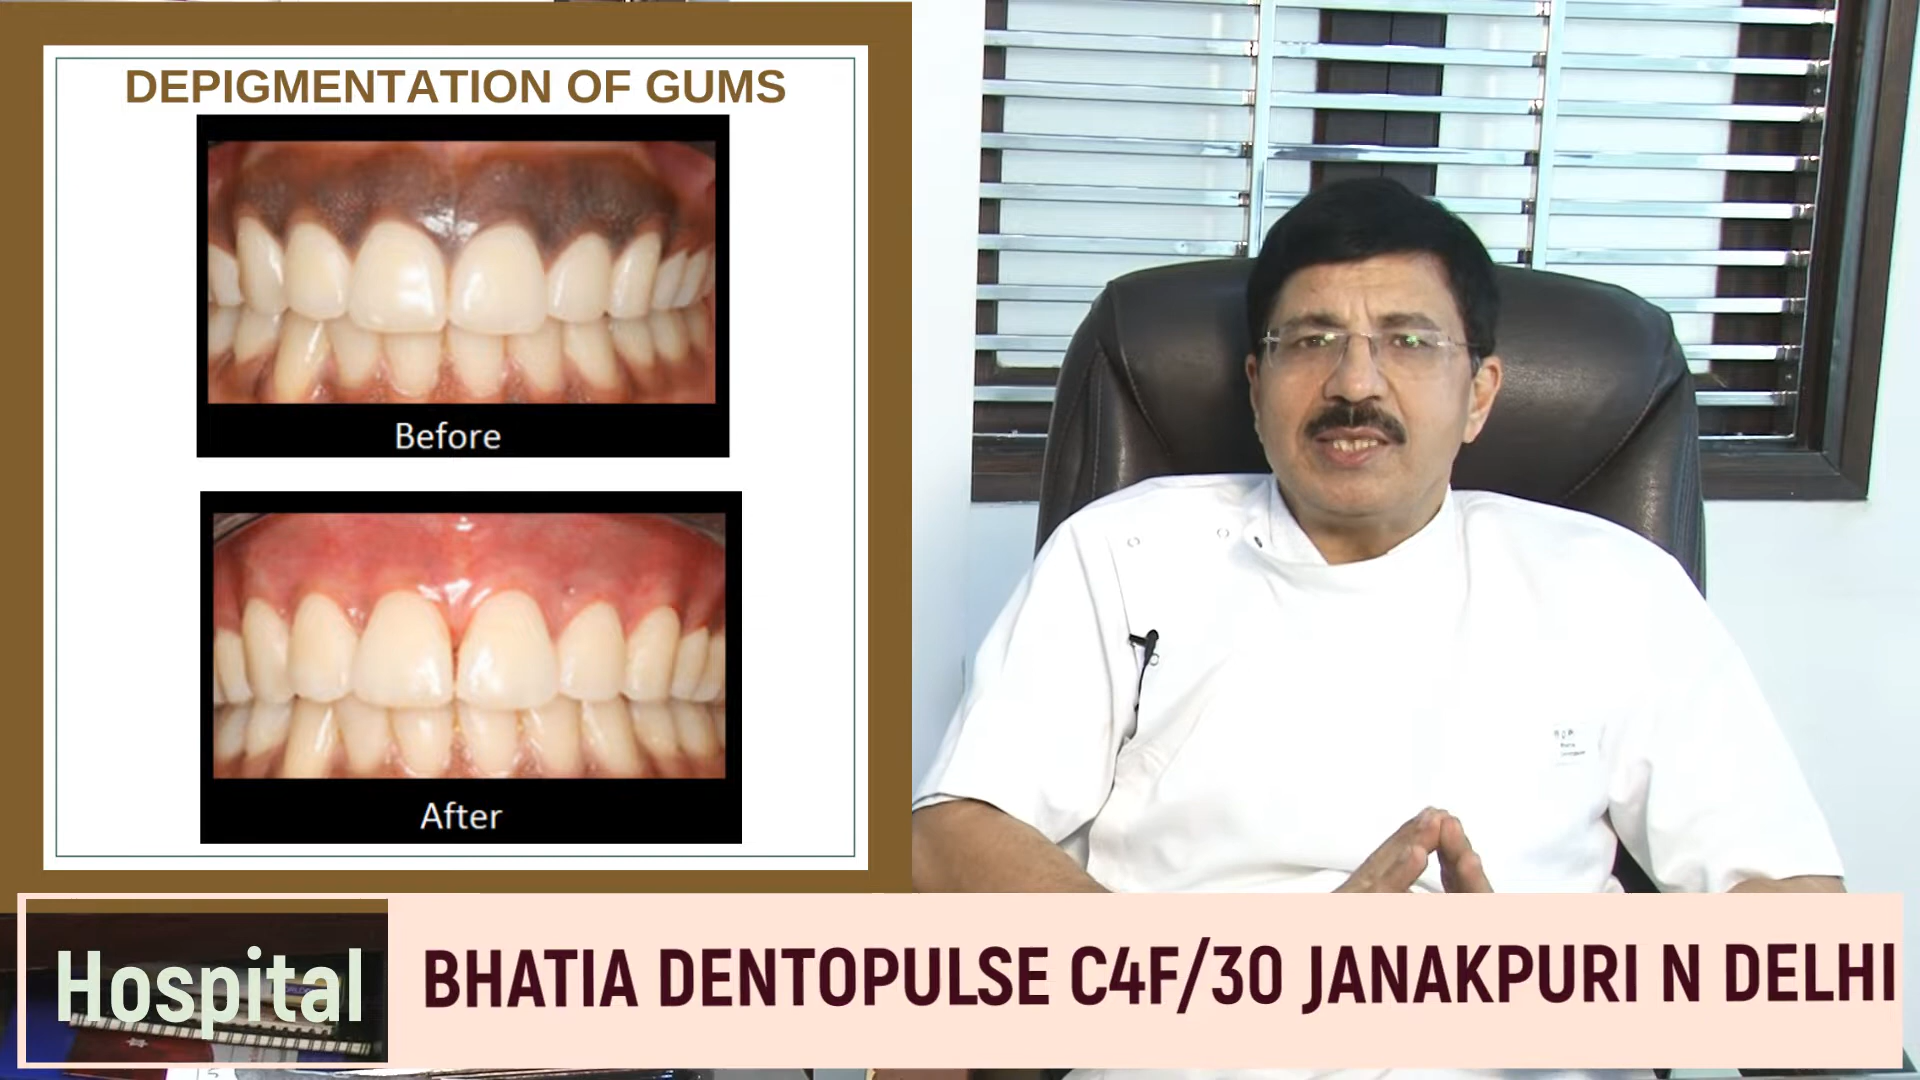 DEPIGMENTATION OF GUMS
Before
After
Hospital
BHATIA DENTOPULSE C4F/30 JANAKPURI N DELHI